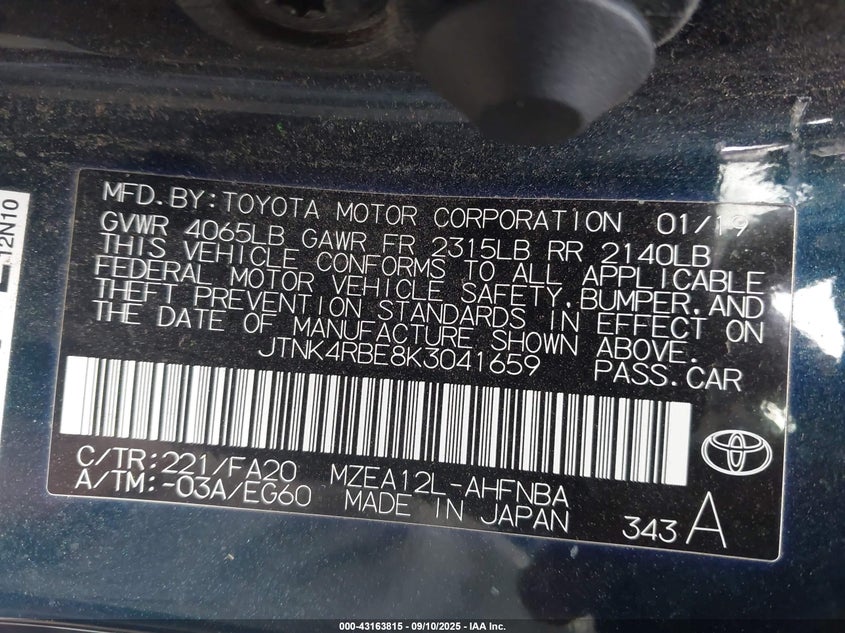 MFD.BY:TOYOTA MOTOR CORPORATION 01/19
GVWR 4065LB GAWR FR 2315LB RR 2140LB
THIS VEHICLE CONFORMS TO ALL APPLICABLE
FEDERAL MOTOR VEHICLE SAFETY,BUMPER,AND
THEFT PREVENTION STANDARDS IN EFFECT ON
THE DATE OF MANUFACTURE SHOWN ABOVE.
JTNK4RBE8K3041659 PASS.CAR
C/TR:221/FA20 MZEA12L-AHFNBA
A/TM:-03A/EG60 MADE IN JAPAN
343 A
12N10
000-43163815 - 09/10/2025 - IAA Inc.